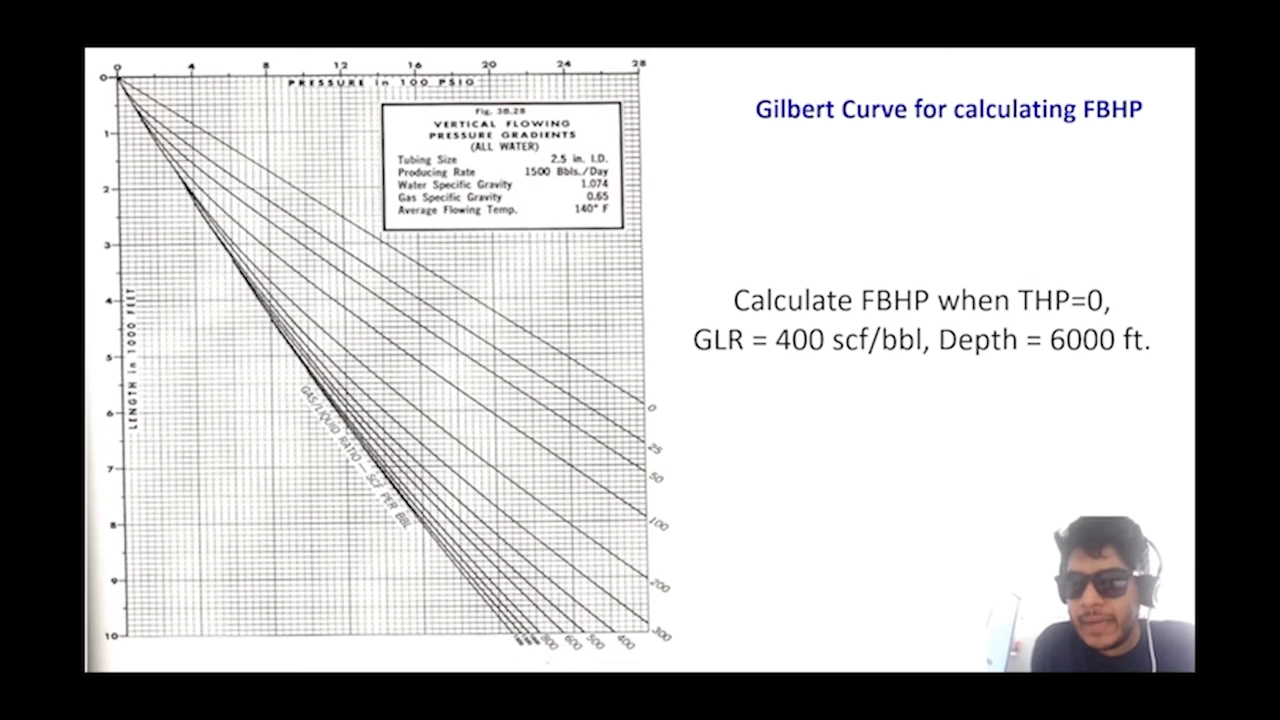 0 4 8 12 16 20 24 28
PRESSURE in 100 PSIG
Fig. 3B.28
VERTICAL FLOWING
PRESSURE GRADIENTS
(ALL WATER)
Tubing Size 2.5 in. I.D.
Producing Rate 1500 Bbls./Day
Water Specific Gravity 1.074
Gas Specific Gravity 0.65
Average Flowing Temp. 140° F
0
1
2
3
4
5
6
7
8
9
10
LENGTH in 1000 FEET
GAS/LIQUID RATIO — SCF PER BBL
0
25
50
100
200
300
400
500
600
800
Gilbert Curve for calculating FBHP
Calculate FBHP when THP=0,
GLR = 400 scf/bbl, Depth = 6000 ft.